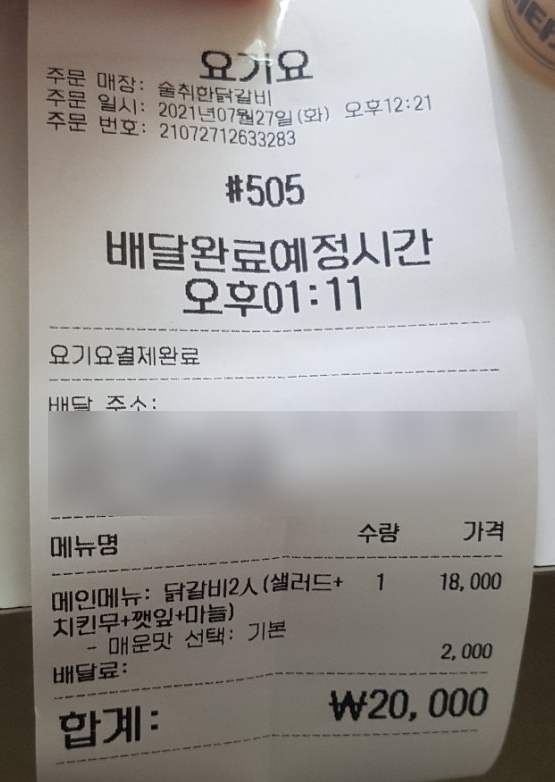 요기요
주문 매장: 술취한닭갈비
주문 일시: 2021년07월27일(화) 오후12:21
주문 번호: 21072712633283
#505
배달완료예정시간
오후01:11
요기요결제완료
배달 주소:
메뉴명 수량 가격
메인메뉴: 닭갈비2人(샐러드+ 1 18,000
치킨무+깻잎+마늘)
- 매운맛 선택: 기본
배달료: 2,000
합계: ₩20,000